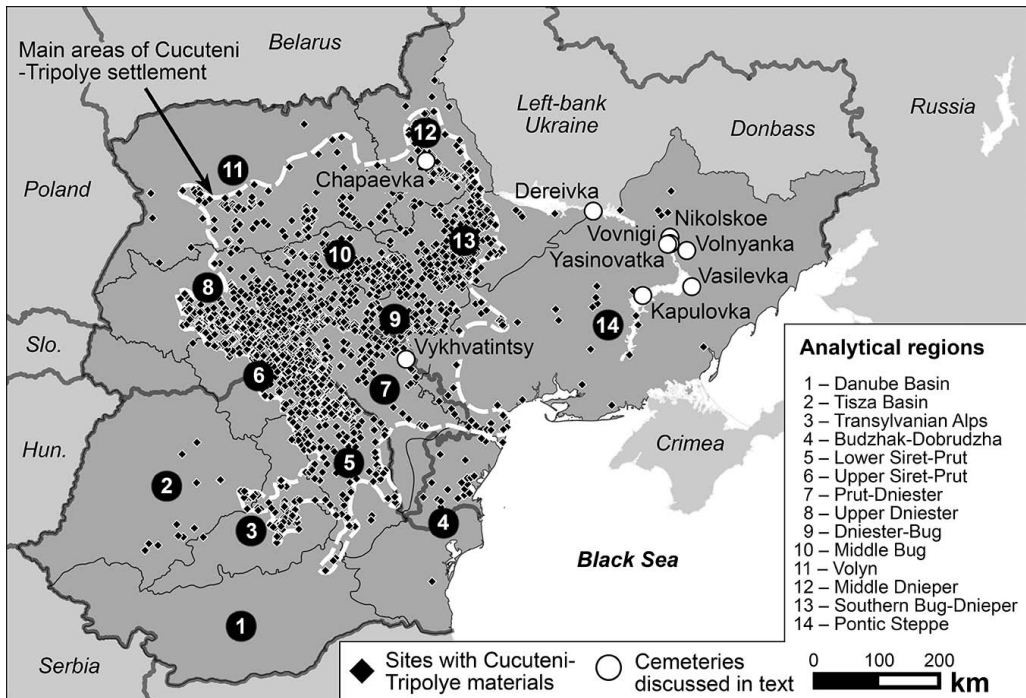 Belarus
Main areas of Cucuteni
-Tripolye settlement
Left-bank
Ukraine
Russia
Donbass
12
11
Chapaevka
Poland
Dereivka
Nikolskoe
Vovnigi
Volnyanka
13
10
Yasinovatka
8
Vasilevka
Kapulovka
9
14
Slo.
Vykhvatintsy
6
7
Hun.
Crimea
5
2
3
4
Black Sea
1
Serbia
Analytical regions
1 – Danube Basin
2 – Tisza Basin
3 – Transylvanian Alps
4 – Budzhak-Dobrudzha
5 – Lower Siret-Prut
6 – Upper Siret-Prut
7 – Prut-Dniester
8 – Upper Dniester
9 – Dniester-Bug
10 – Middle Bug
11 – Volyn
12 – Middle Dnieper
13 – Southern Bug-Dnieper
14 – Pontic Steppe
Sites with Cucuteni-
Tripolye materials
Cemeteries
discussed in text
0 100 200
km